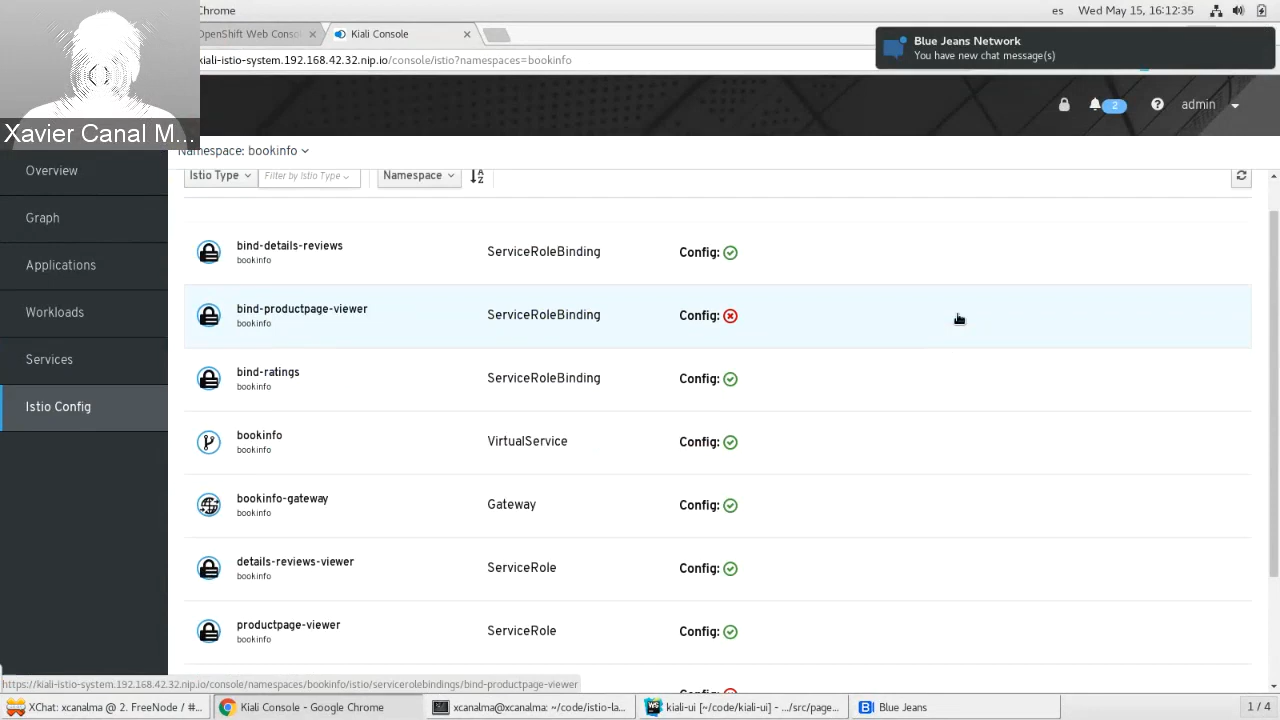 Chrome
es
Wed May 15, 16:12:35
OpenShift Web Conso
Kiali Console
Blue Jeans Network
You have new chat message(s)
kiali-istio-system.192.168.42.32.nip.io/console/istio?namespaces=bookinfo
2
admin
Xavier Canal M...
Namespace: bookinfo
Overview
Graph
Applications
Workloads
Services
Istio Config
Istio Type
Filter by Istio Type
Namespace
bind-details-reviews
bookinfo
ServiceRoleBinding
Config:
bind-productpage-viewer
bookinfo
ServiceRoleBinding
Config:
bind-ratings
bookinfo
ServiceRoleBinding
Config:
bookinfo
bookinfo
VirtualService
Config:
bookinfo-gateway
bookinfo
Gateway
Config:
details-reviews-viewer
bookinfo
ServiceRole
Config:
productpage-viewer
bookinfo
ServiceRole
Config:
https://kiali-istio-system.192.168.42.32.nip.io/console/namespaces/bookinfo/istio/servicerolebindings/bind-productpage-viewer
XChat: xcanalma @ 2. FreeNode / #...
Kiali Console - Google Chrome
xcanalma@xcanalma: ~/code/istio-la...
kiali-ui [~/code/kiali-ui] - .../src/page...
Blue Jeans
1 / 4